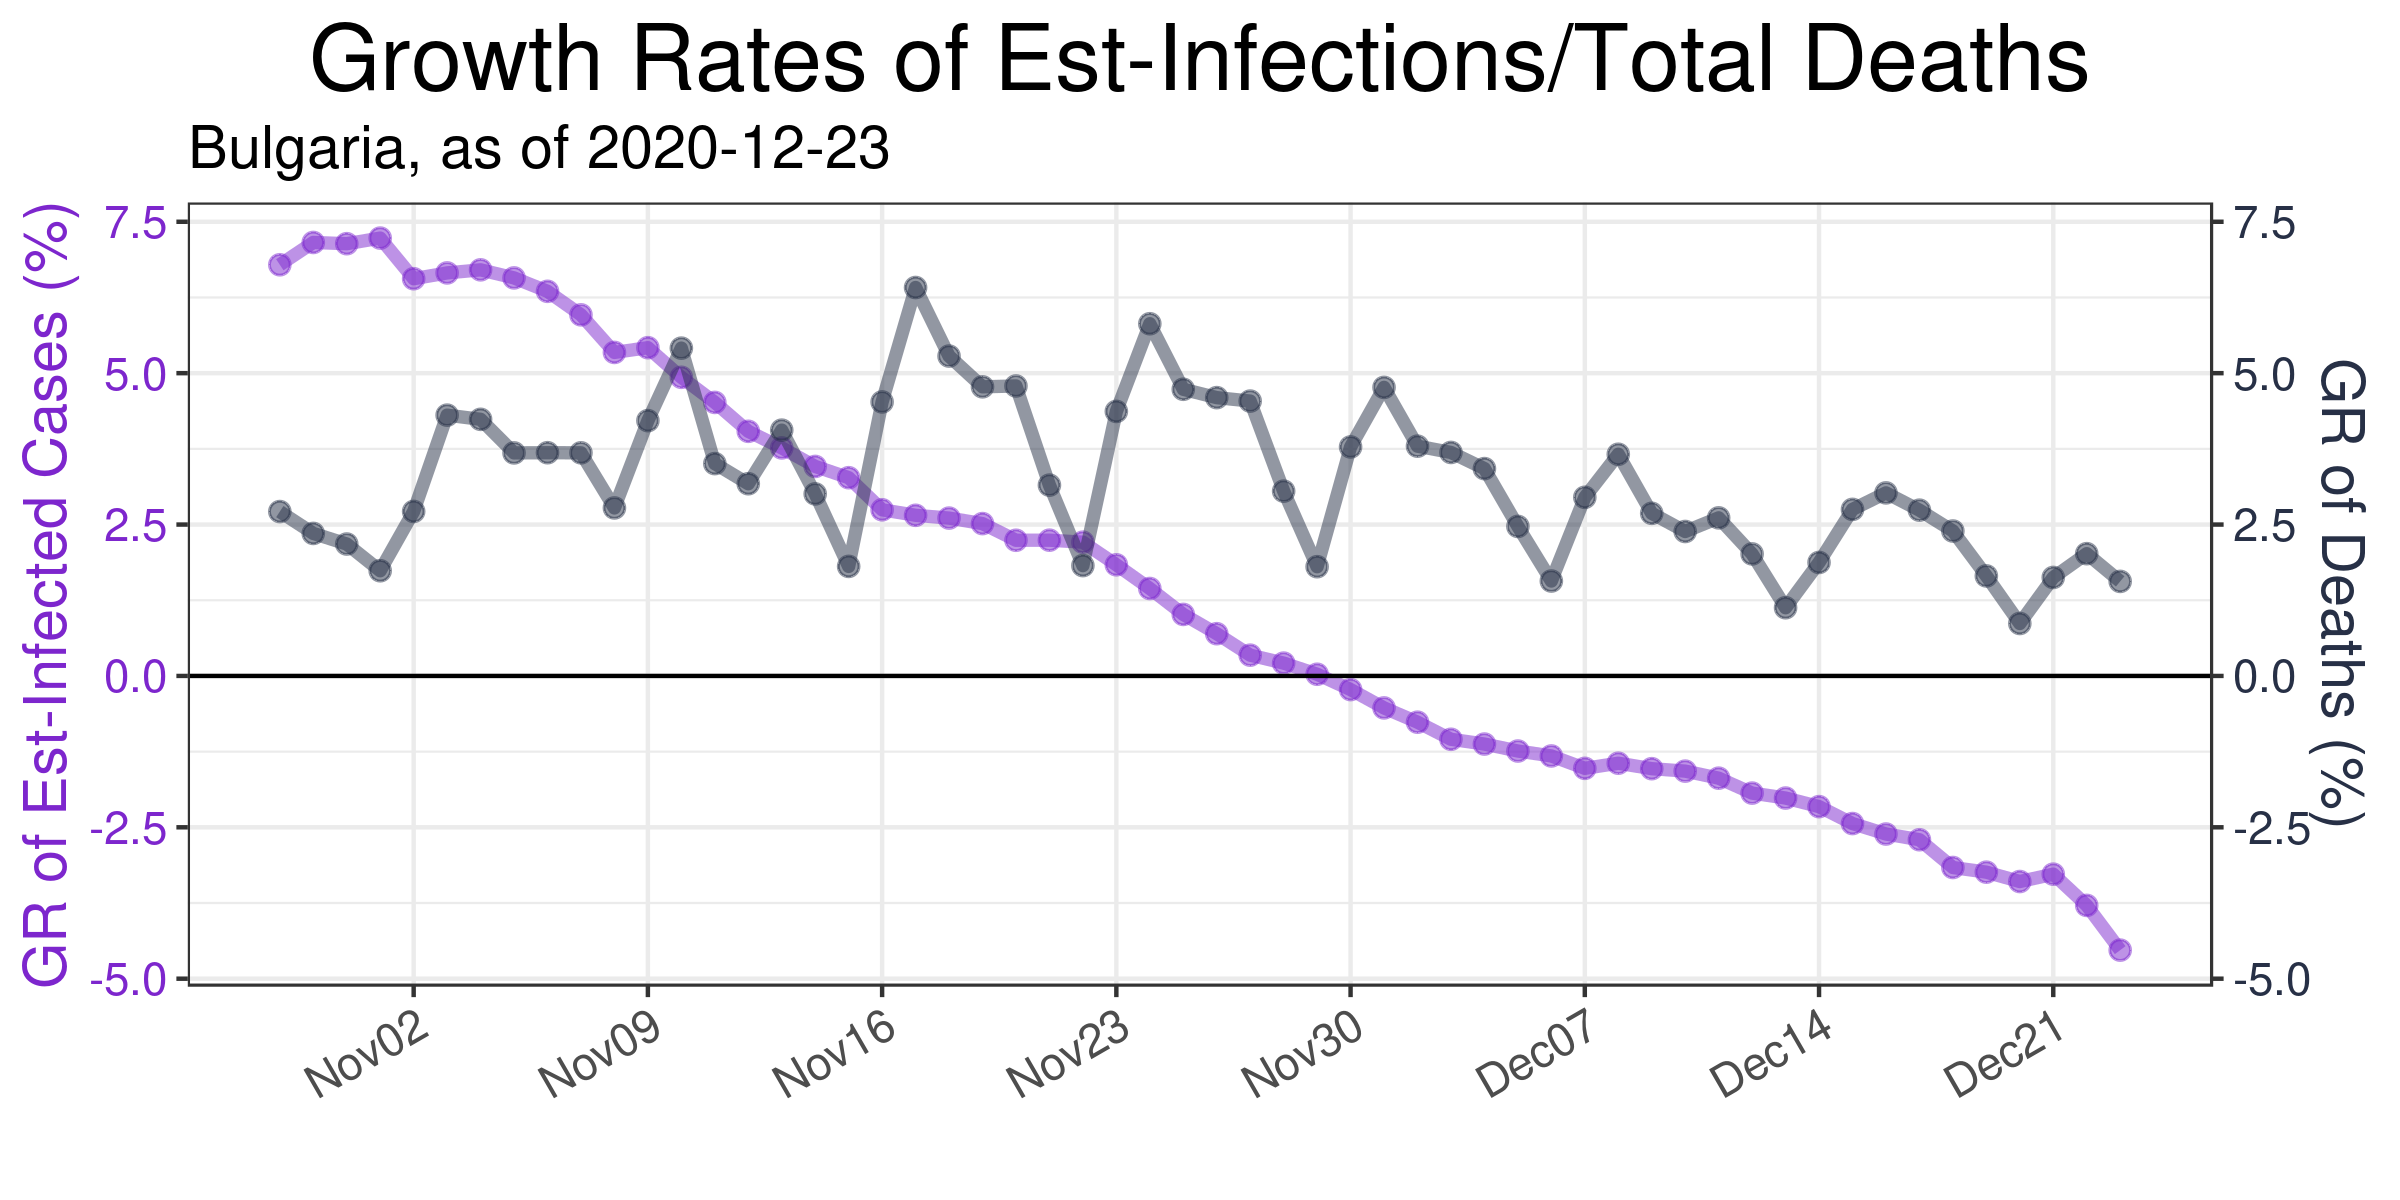 Growth Rates of Est-Infections/Total Deaths
Bulgaria, as of 2020-12-23
GR of Est-Infected Cases (%)
7.5
5.0
2.5
0.0
-2.5
-5.0
7.5
5.0
2.5
0.0
-2.5
-5.0
GR of Deaths (%)
Nov02
Nov09
Nov16
Nov23
Nov30
Dec07
Dec14
Dec21